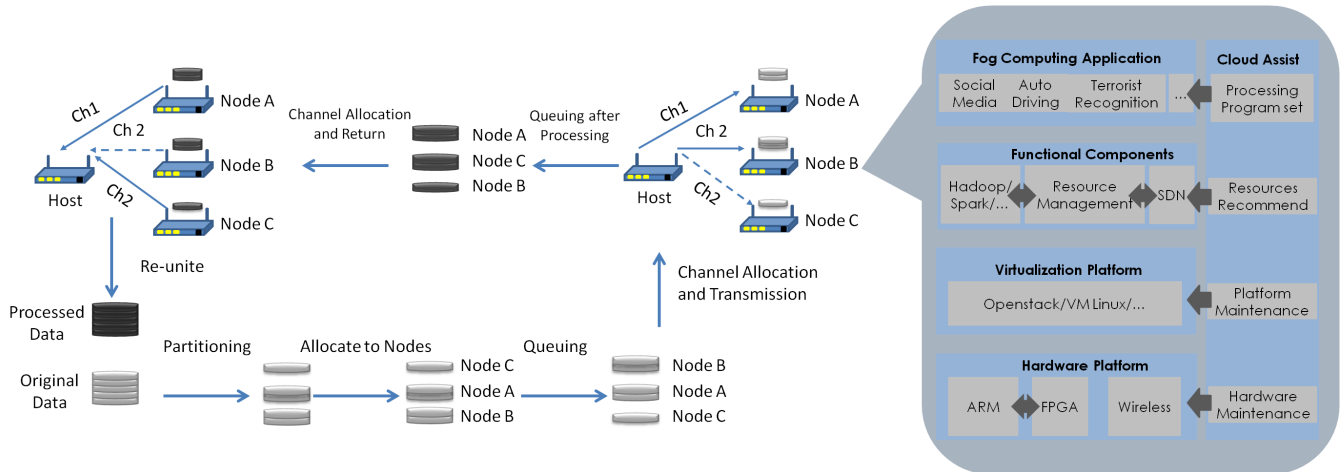 Ch1
Node A
Ch 2
Node B
Host
Ch2
Node C
Channel Allocation
and Return
Node A
Node C
Node B
Queuing after
Processing
Ch1
Node A
Ch 2
Node B
Host
Ch2
Node C
Re-unite
Channel Allocation
and Transmission
Processed
Data
Original
Data
Partitioning
Allocate to Nodes
Node C
Node A
Node B
Queuing
Node B
Node A
Node C
Fog Computing Application
Social
Media
Auto
Driving
Terrorist
Recognition
...
Cloud Assist
Processing
Program set
Functional Components
Hadoop/
Spark/...
Resource
Management
SDN
Resources
Recommend
Virtualization Platform
Openstack/VM Linux/...
Platform
Maintenance
Hardware Platform
ARM
FPGA
Wireless
Hardware
Maintenance